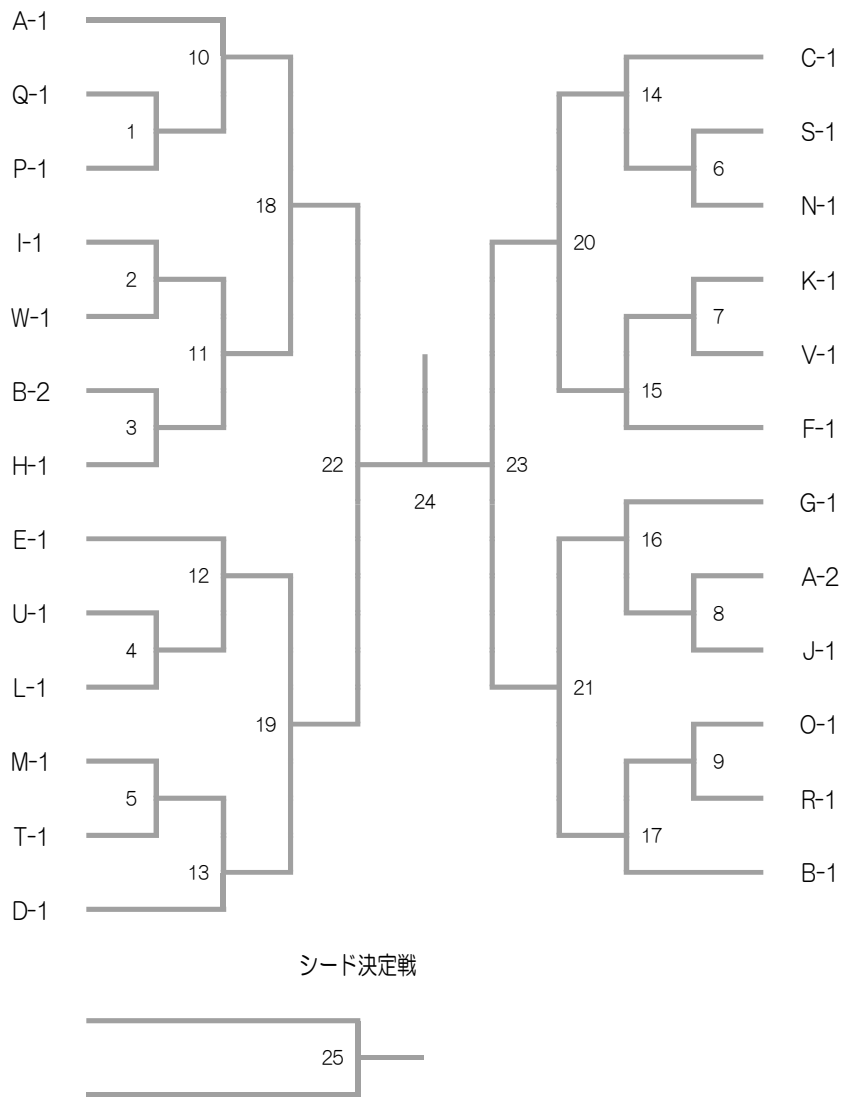 A-1
10
C-1
Q-1
14
1
S-1
P-1
6
18
N-1
I-1
20
2
K-1
W-1
7
11
V-1
B-2
15
3
F-1
H-1
22
23
24
G-1
E-1
16
12
A-2
U-1
8
4
J-1
L-1
21
19
O-1
M-1
9
5
R-1
T-1
17
13
B-1
D-1
シード決定戦
25